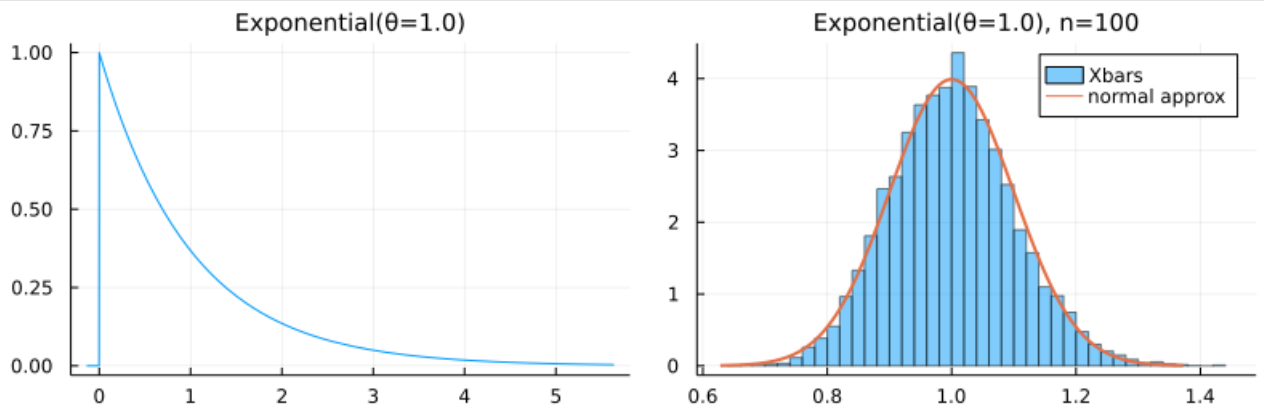 Exponential(θ=1.0)
1.00
0.75
0.50
0.25
0.00
0 1 2 3 4 5
Exponential(θ=1.0), n=100
Xbars
normal approx
4
3
2
1
0
0.6 0.8 1.0 1.2 1.4